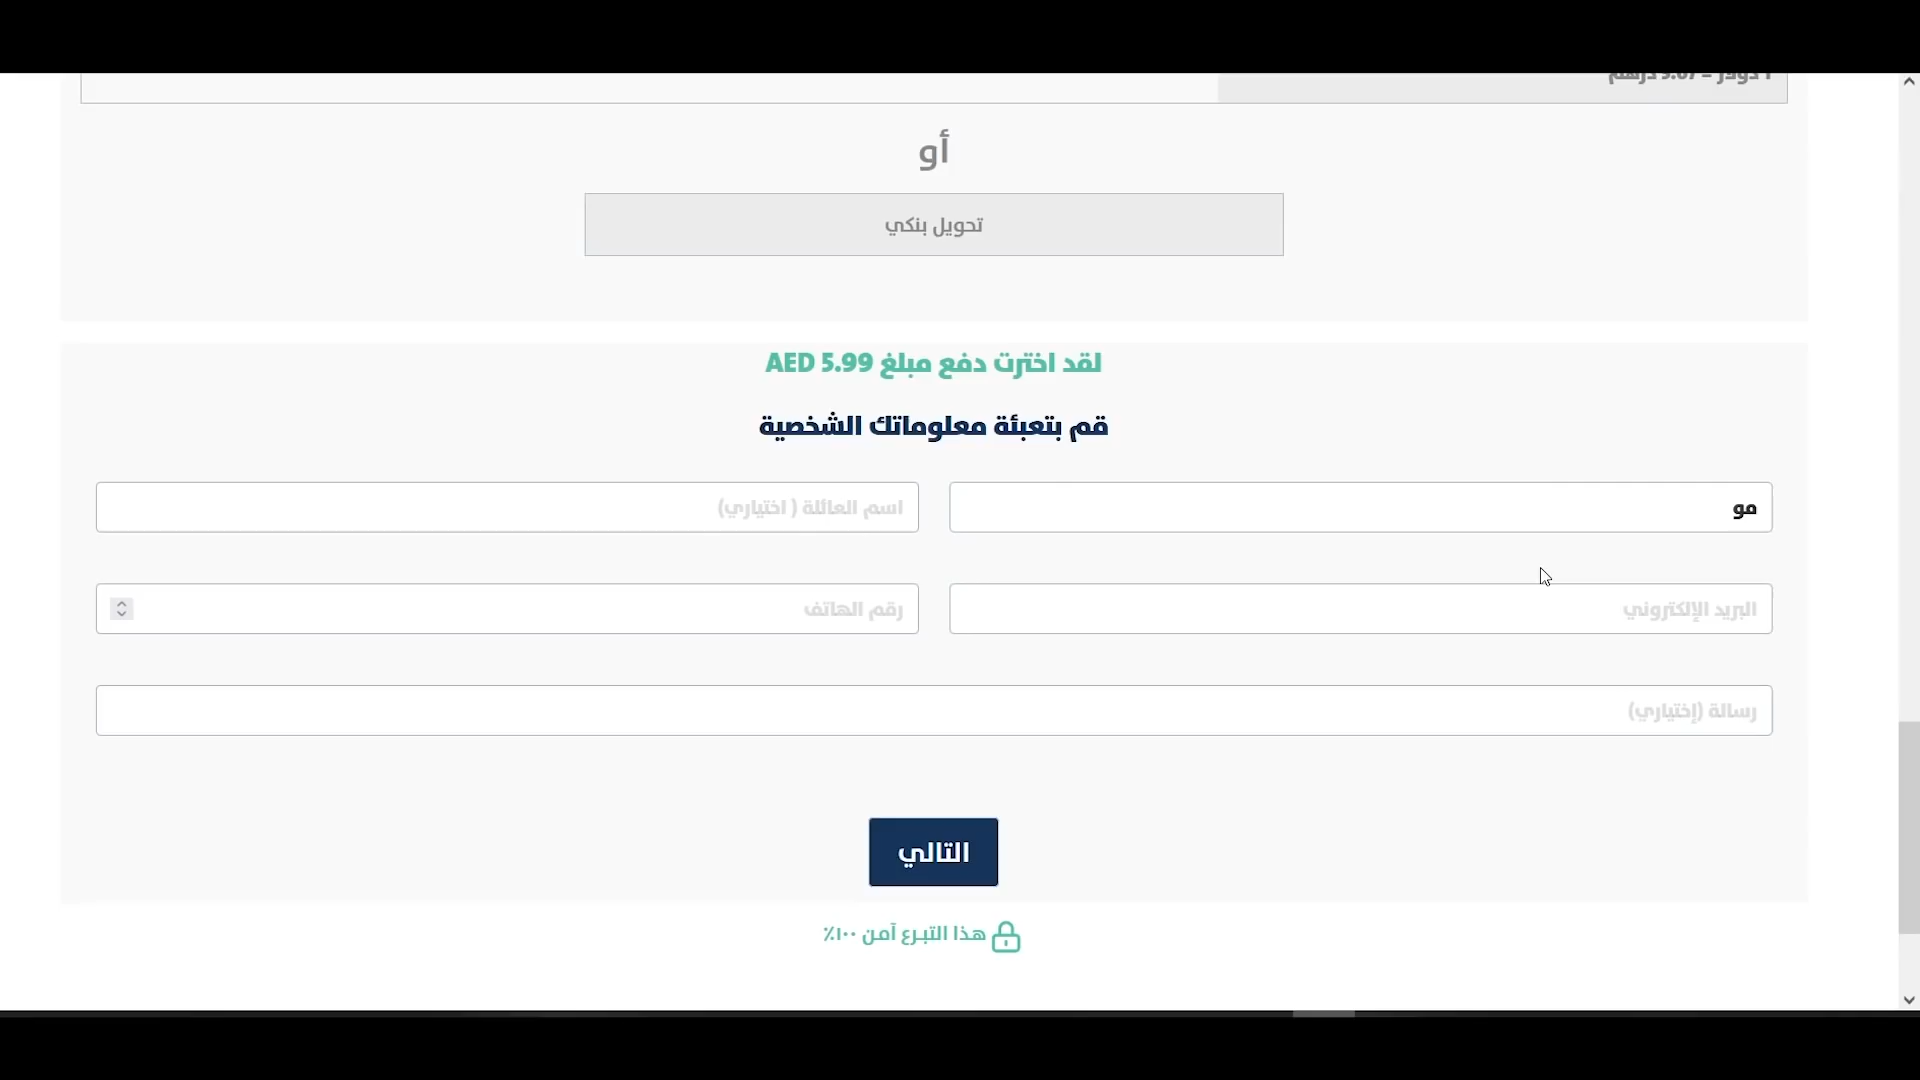 أو
تحويل بنكي
لقد اخترت دفع مبلغ 5.99 AED
قم بتعبئة معلوماتك الشخصية
مو
اسم العائلة ( اختياري)
البريد الإلكتروني
رقم الهاتف
رسالة (إختياري)
التالي
هذا التبرع آمن ١٠٠٪